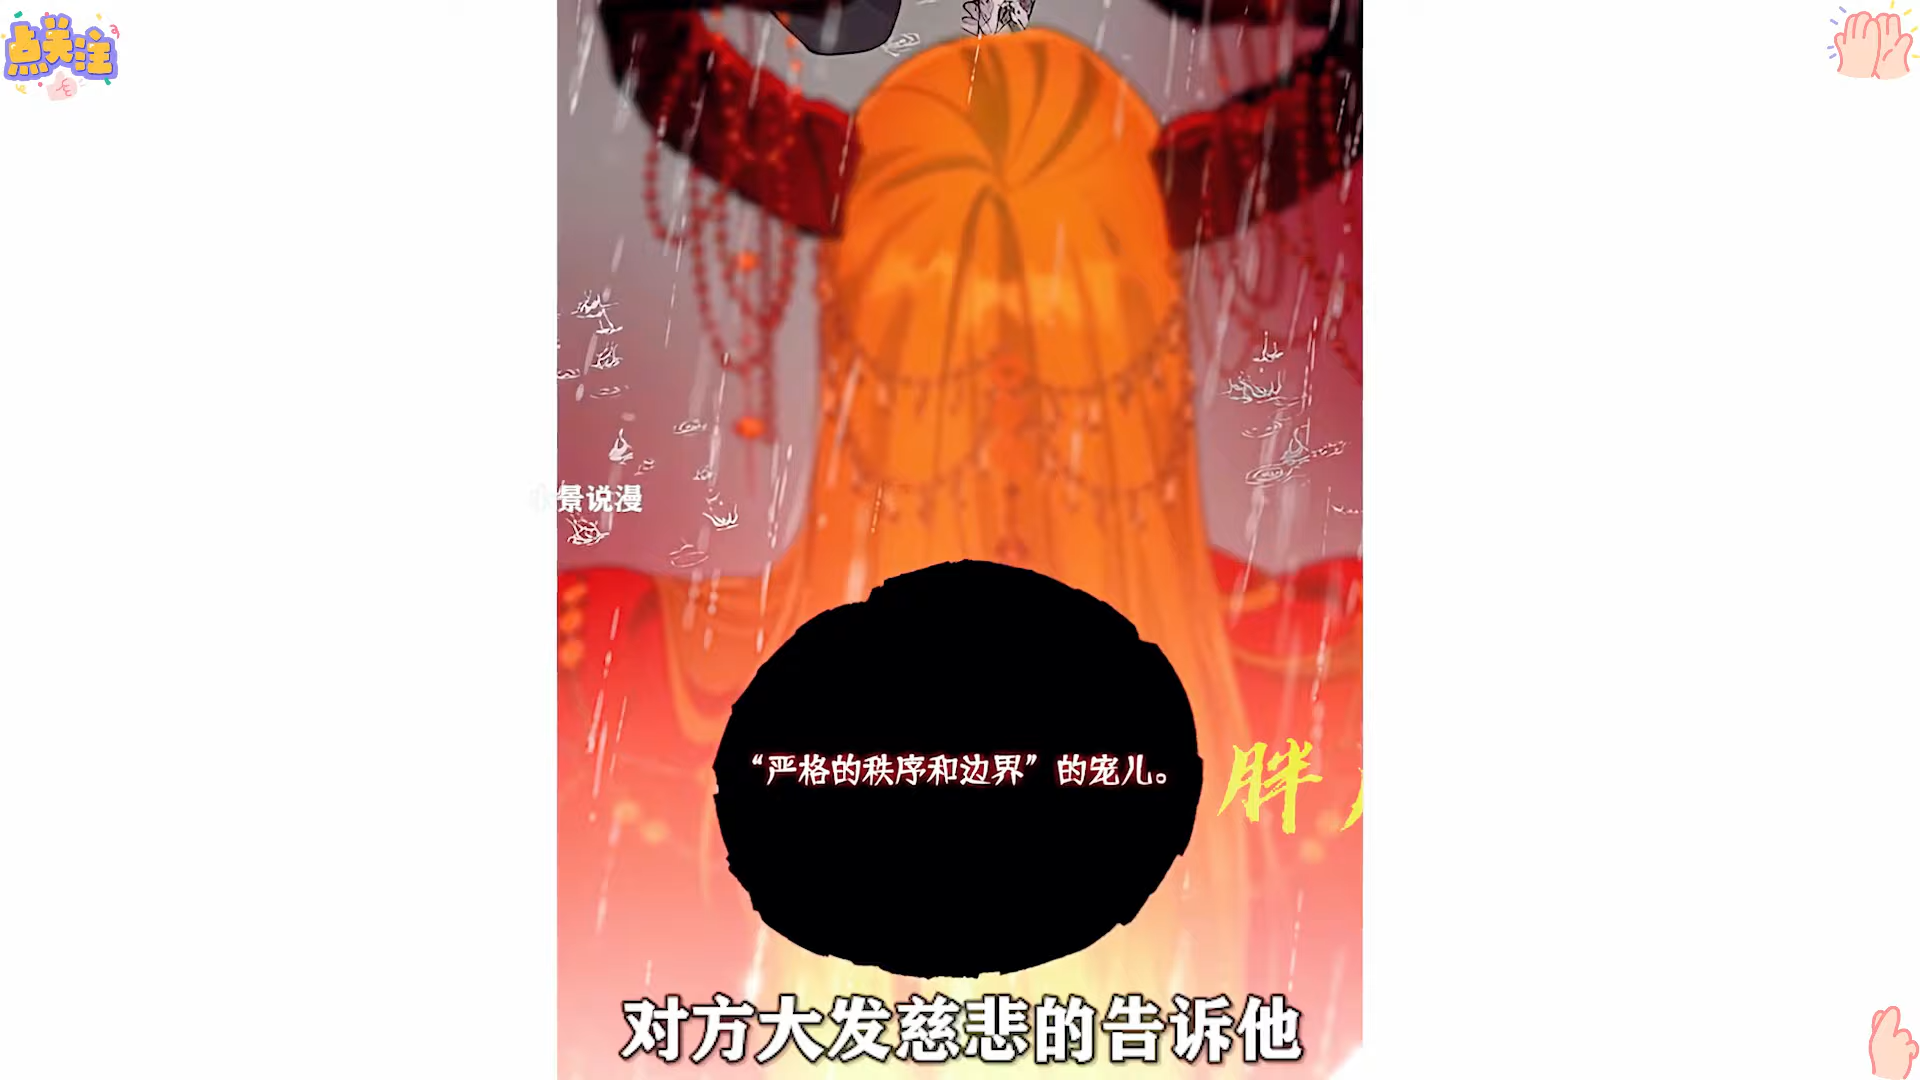 点关注
小景说漫
“严格的秩序和边界”的宠儿。
胖
对方大发慈悲的告诉他